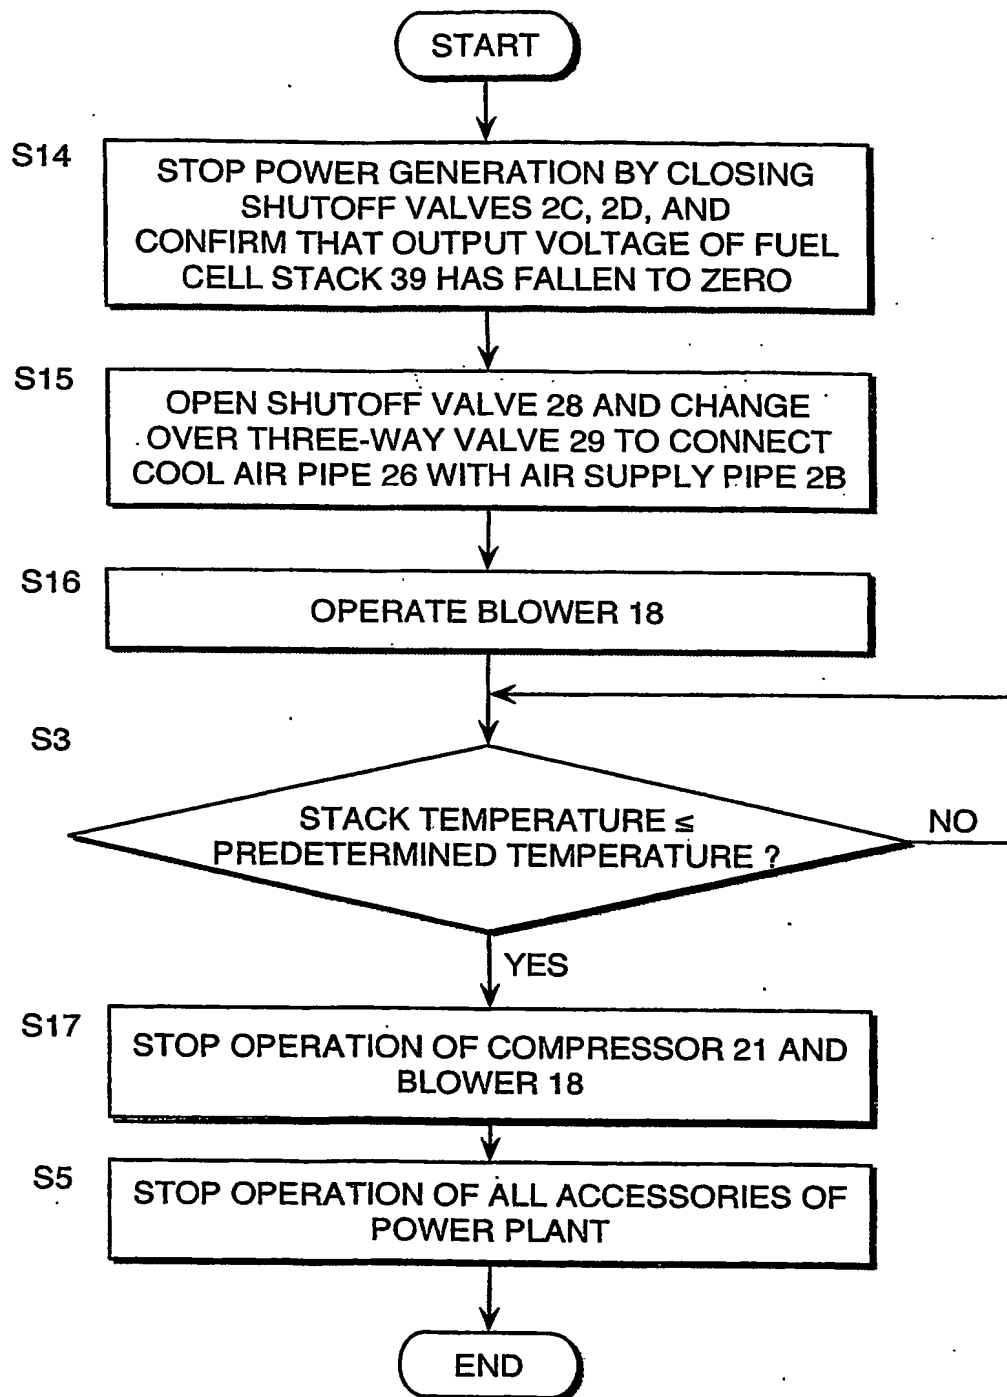 START
S14
STOP POWER GENERATION BY CLOSING
SHUTOFF VALVES 2C, 2D, AND
CONFIRM THAT OUTPUT VOLTAGE OF FUEL
CELL STACK 39 HAS FALLEN TO ZERO
S15
OPEN SHUTOFF VALVE 28 AND CHANGE
OVER THREE-WAY VALVE 29 TO CONNECT
COOL AIR PIPE 26 WITH AIR SUPPLY PIPE 2B
S16
OPERATE BLOWER 18
S3
STACK TEMPERATURE ≤
PREDETERMINED TEMPERATURE ?
NO
YES
S17
STOP OPERATION OF COMPRESSOR 21 AND
BLOWER 18
S5
STOP OPERATION OF ALL ACCESSORIES OF
POWER PLANT
END